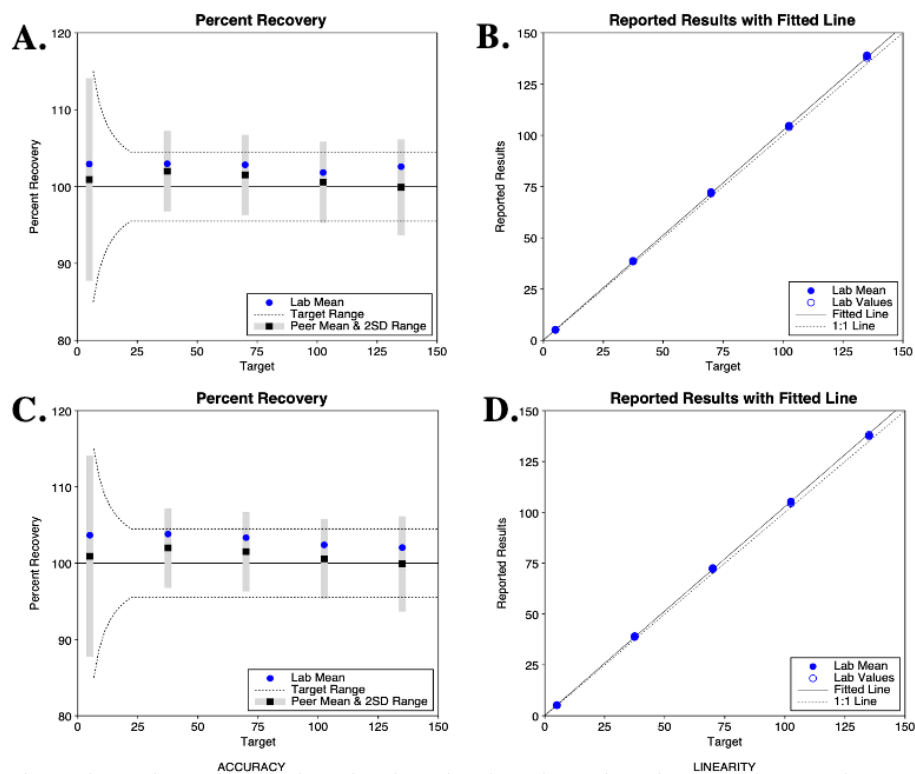 A.
Percent Recovery
120
110
100
90
80
Percent Recovery
0 25 50 75 100 125 150
Target
Lab Mean
Target Range
Peer Mean & 2SD Range
B.
Reported Results with Fitted Line
150
125
100
75
50
25
0
Reported Results
0 25 50 75 100 125 150
Target
Lab Mean
Lab Values
Fitted Line
1:1 Line
C.
Percent Recovery
120
110
100
90
80
Percent Recovery
0 25 50 75 100 125 150
Target
Lab Mean
Target Range
Peer Mean & 2SD Range
D.
Reported Results with Fitted Line
150
125
100
75
50
25
0
Reported Results
0 25 50 75 100 125 150
Target
Lab Mean
Lab Values
Fitted Line
1:1 Line
ACCURACY LINEARITY